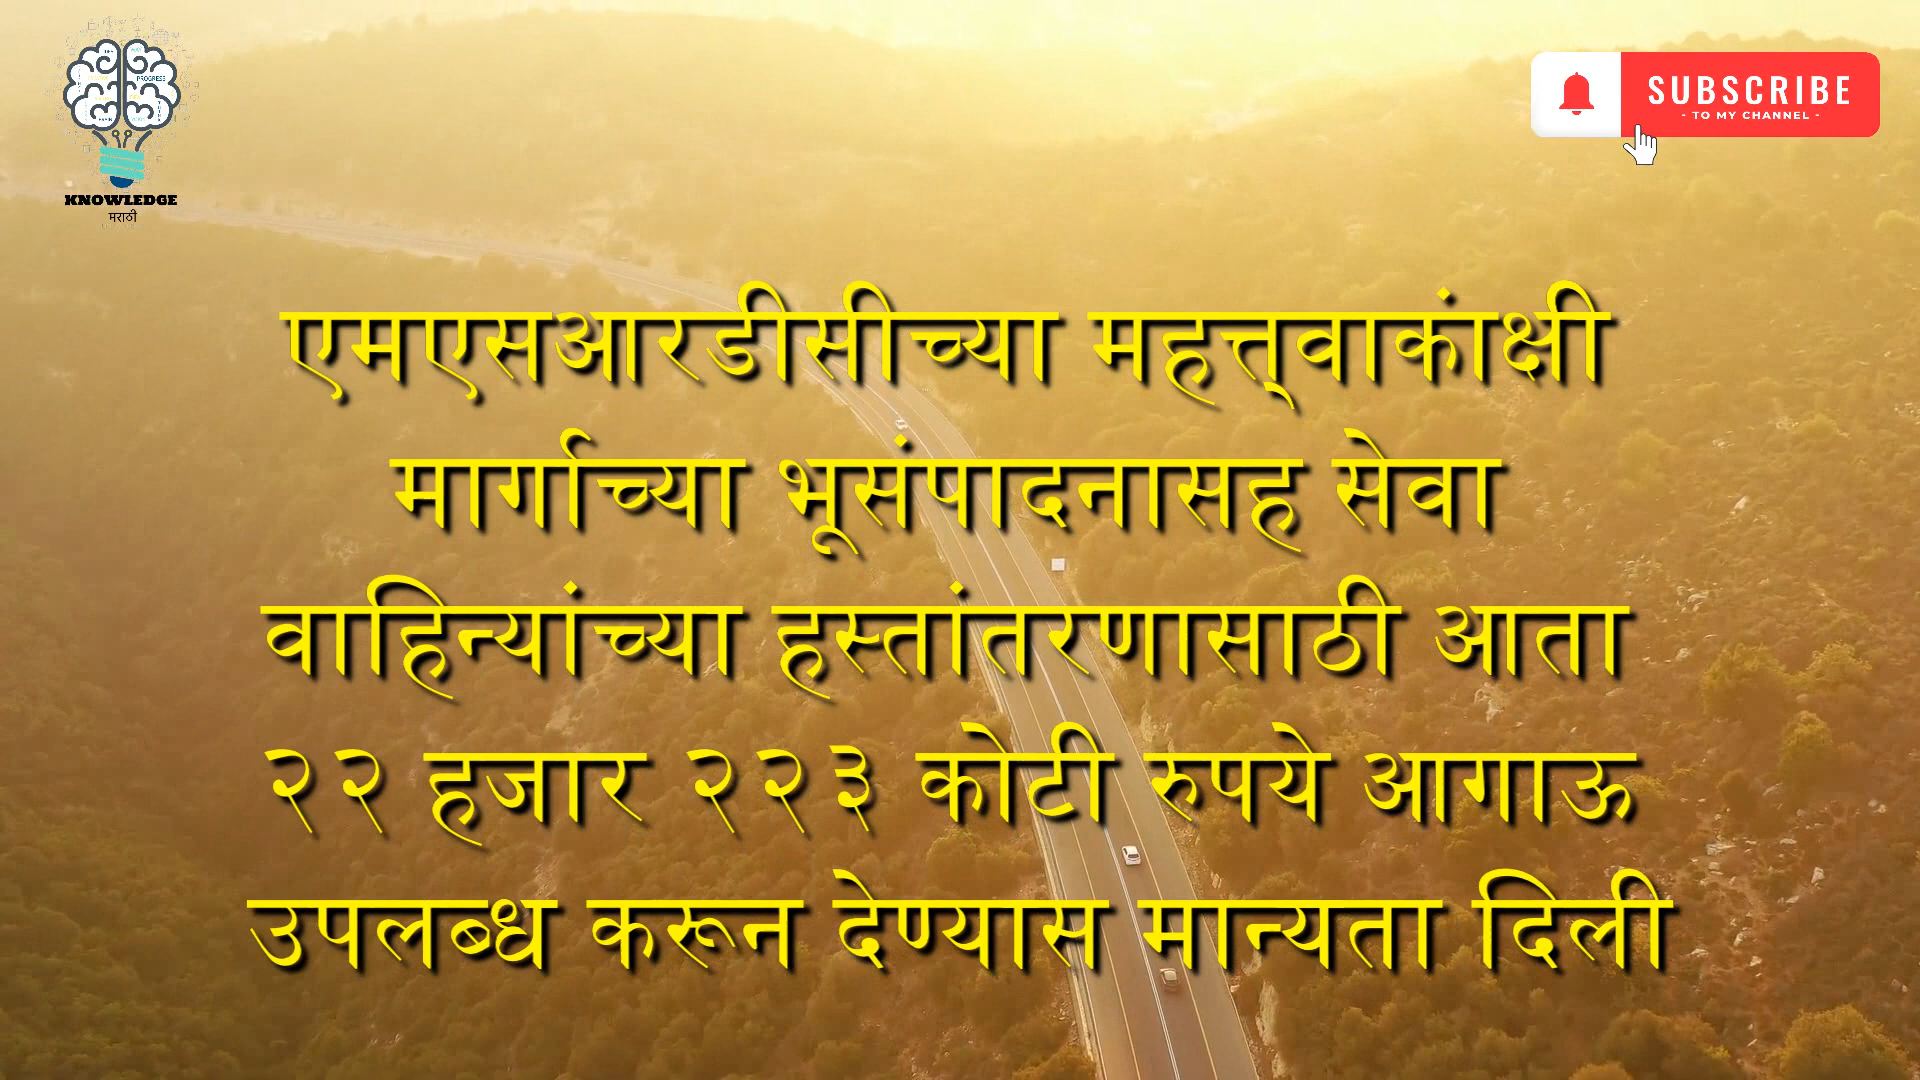 KNOWLEDGE
मराठी
PROGRESS
SUBSCRIBE
- TO MY CHANNEL -
एमएसआरडीसीच्या महत्त्वाकांक्षी
मार्गाच्या भूसंपादनासह सेवा
वाहिन्यांच्या हस्तांतरणासाठी आता
२२ हजार २२३ कोटी रुपये आगाऊ
उपलब्ध करून देण्यास मान्यता दिली